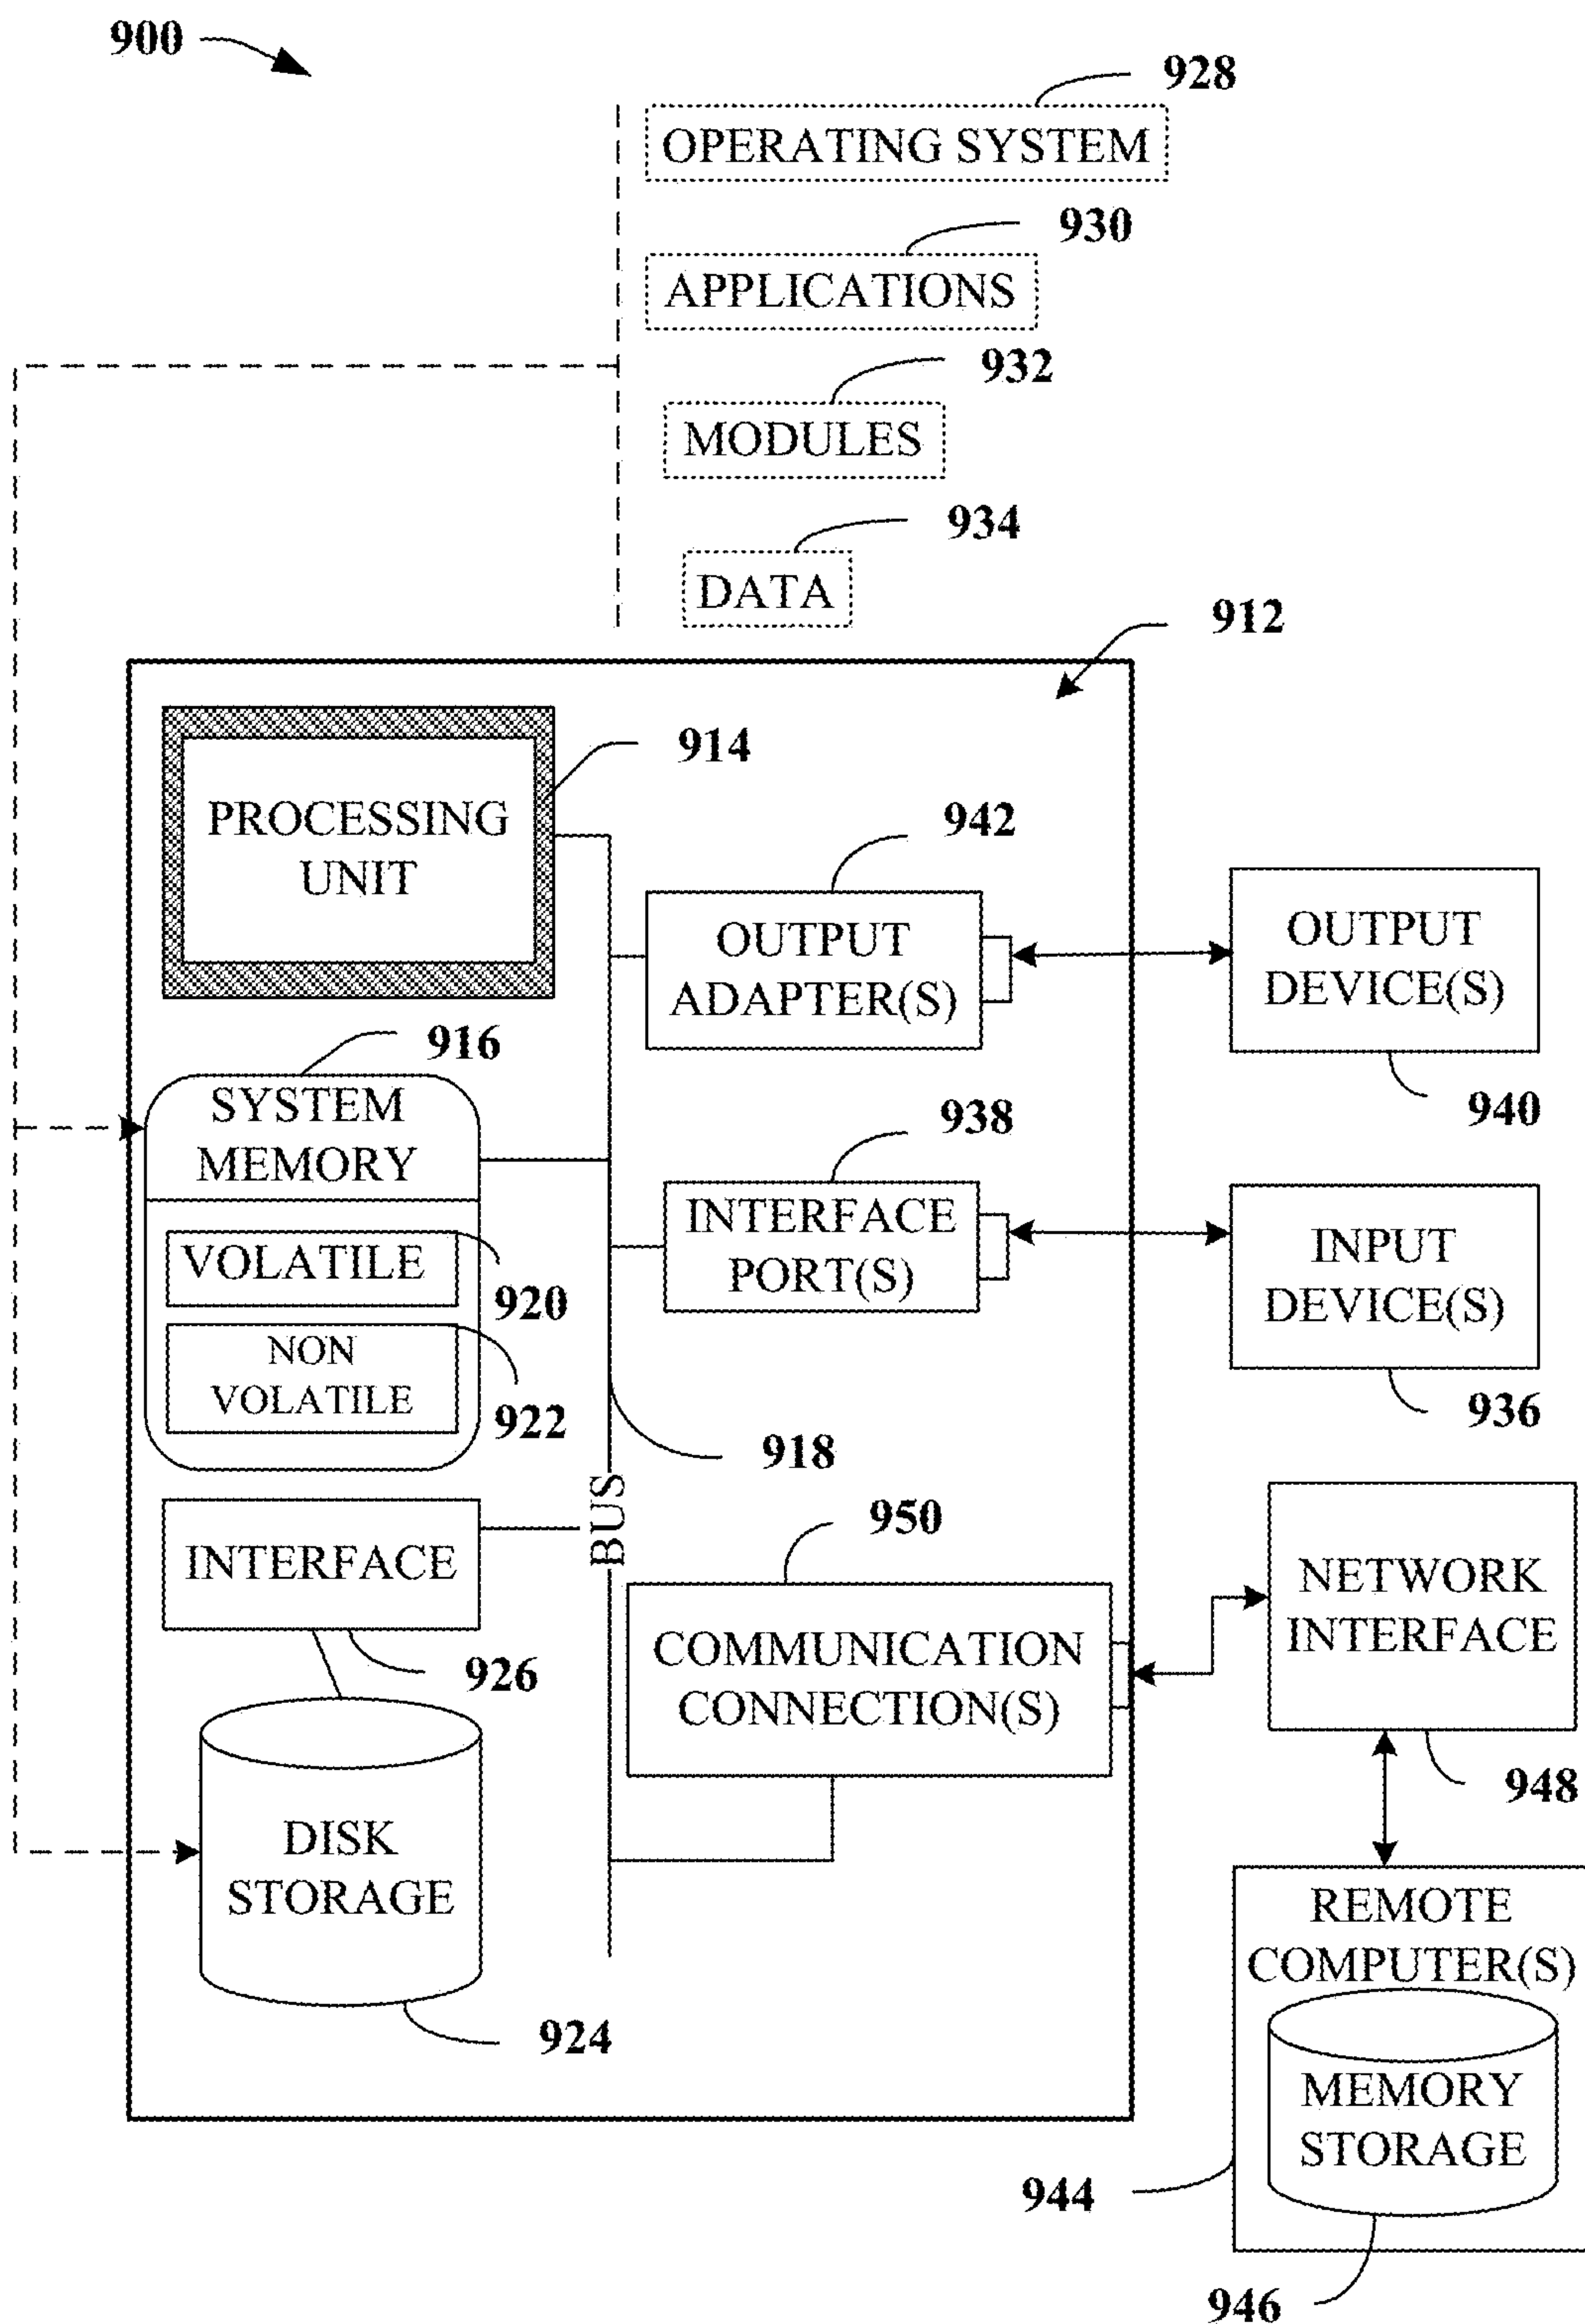 900
928
OPERATING SYSTEM
930
APPLICATIONS
932
MODULES
934
DATA
912
914
PROCESSING
UNIT
942
OUTPUT
ADAPTER(S)
OUTPUT
DEVICE(S)
940
916
SYSTEM
MEMORY
VOLATILE
920
NON
VOLATILE
922
938
INTERFACE
PORT(S)
INPUT
DEVICE(S)
936
918
BUS
INTERFACE
926
950
COMMUNICATION
CONNECTION(S)
NETWORK
INTERFACE
948
DISK
STORAGE
924
REMOTE
COMPUTER(S)
MEMORY
STORAGE
944
946